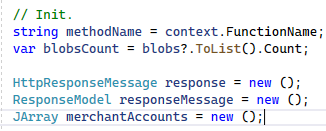 // Init.
string methodName = context.FunctionName;
var blobsCount = blobs?.ToList().Count;
HttpResponseMessage response = new ();
ResponseModel responseMessage = new ();
JArray merchantAccounts = new ();